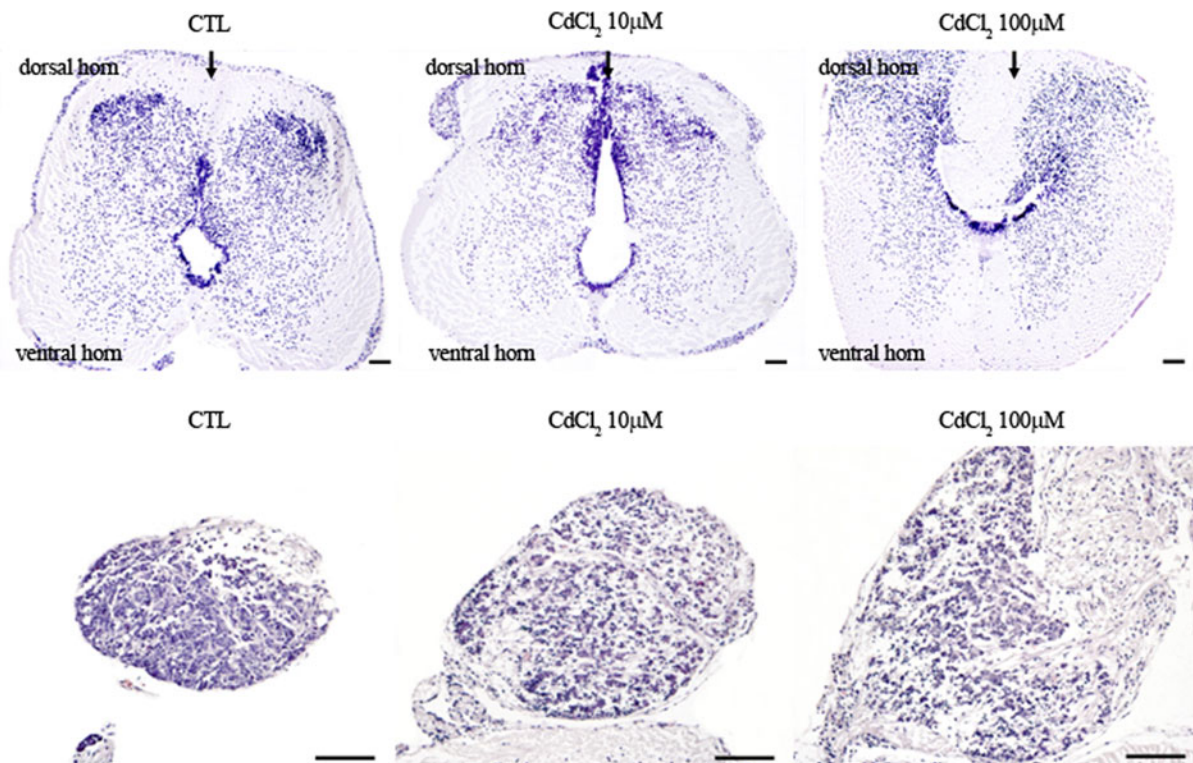 CTL
CdCl₂ 10μM
CdCl₂ 100μM
dorsal horn
dorsal horn
dorsal horn
ventral horn
ventral horn
ventral horn
CTL
CdCl₂ 10μM
CdCl₂ 100μM